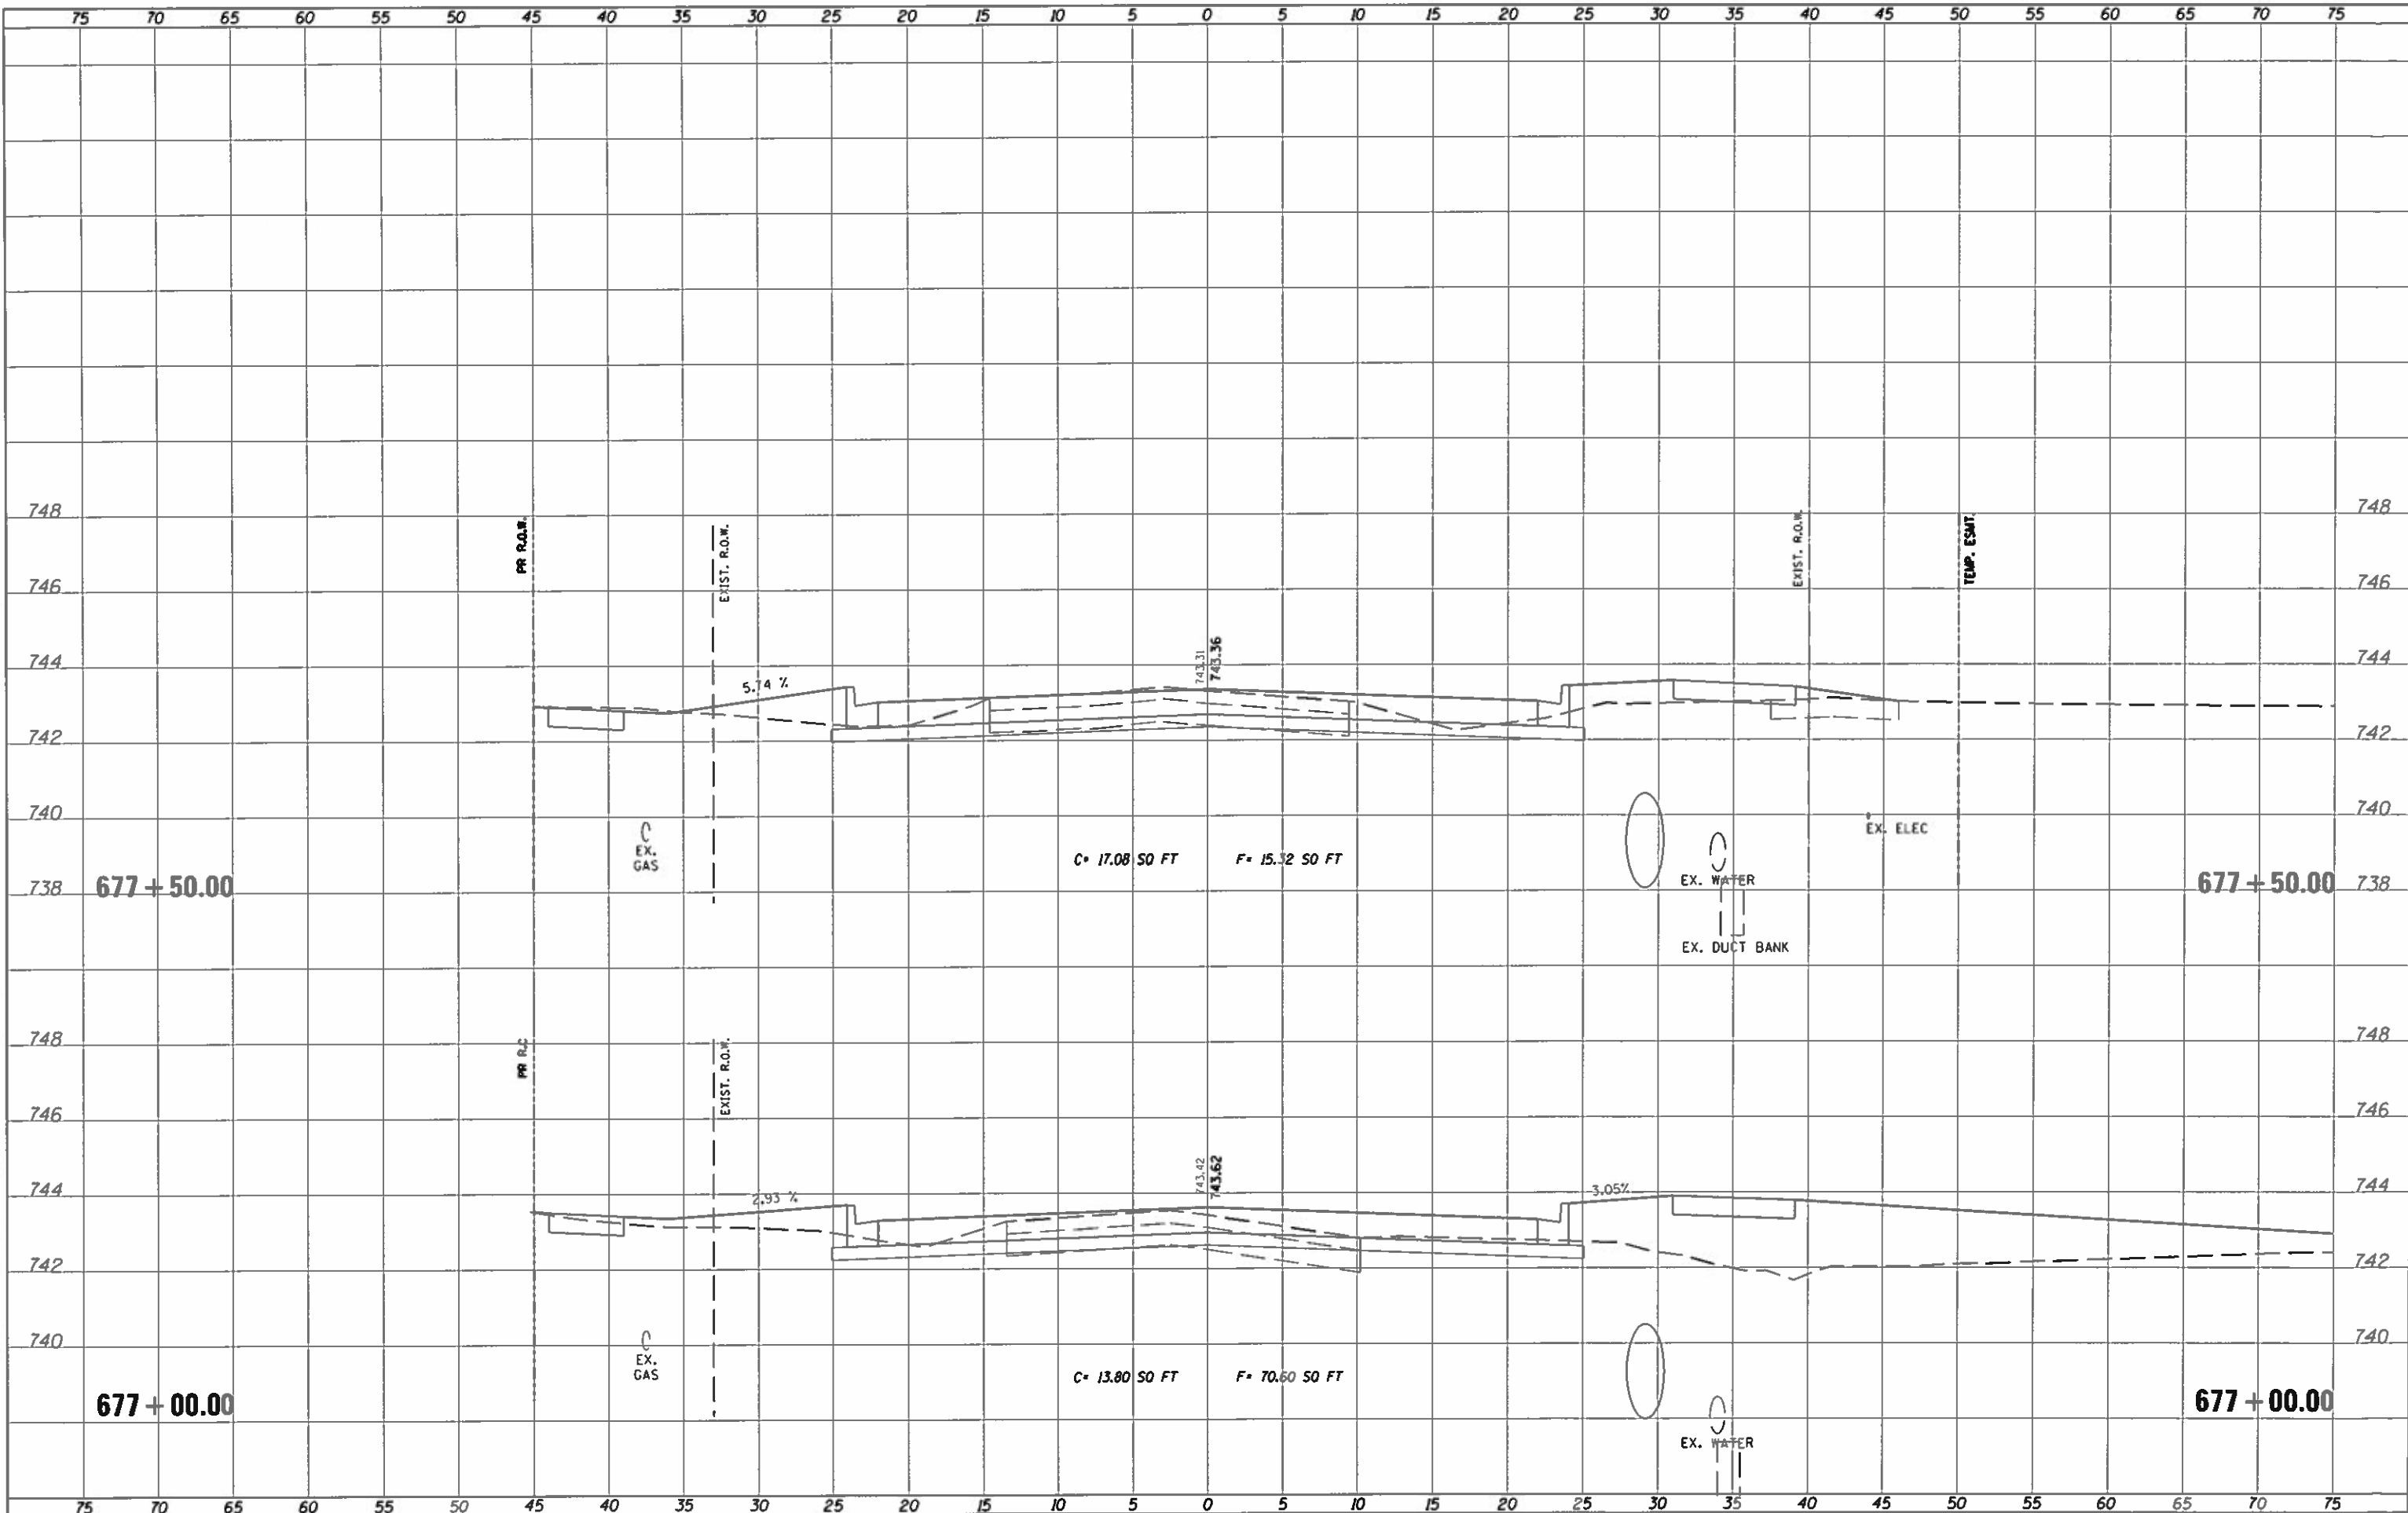 75 70 65 60 55 50 45 40 35 30 25 20 15 10 5 0 5 10 15 20 25 30 35 40 45 50 55 60 65 70 75
748 748
PR R.O.W.
EXIST. R.O.W.
EXIST. R.O.W.
TEMP. ESMT.
746 746
743.31
743.36
744 744
5.74 %
742 742
740 740
EX. ELEC
EX.
GAS
C= 17.08 SO FT F= 15.32 SO FT
EX. WATER
738 677 + 50.00 677 + 50.00 738
EX. DUCT BANK
748 748
PR R.O
EXIST. R.O.W.
746 746
743.42
743.62
744 744
2.93 % 3.05%
742 742
740 740
EX.
GAS
C= 13.80 SO FT F= 70.60 SO FT
677 + 00.00 677 + 00.00
EX. WATER
75 70 65 60 55 50 45 40 35 30 25 20 15 10 5 0 5 10 15 20 25 30 35 40 45 50 55 60 65 70 75